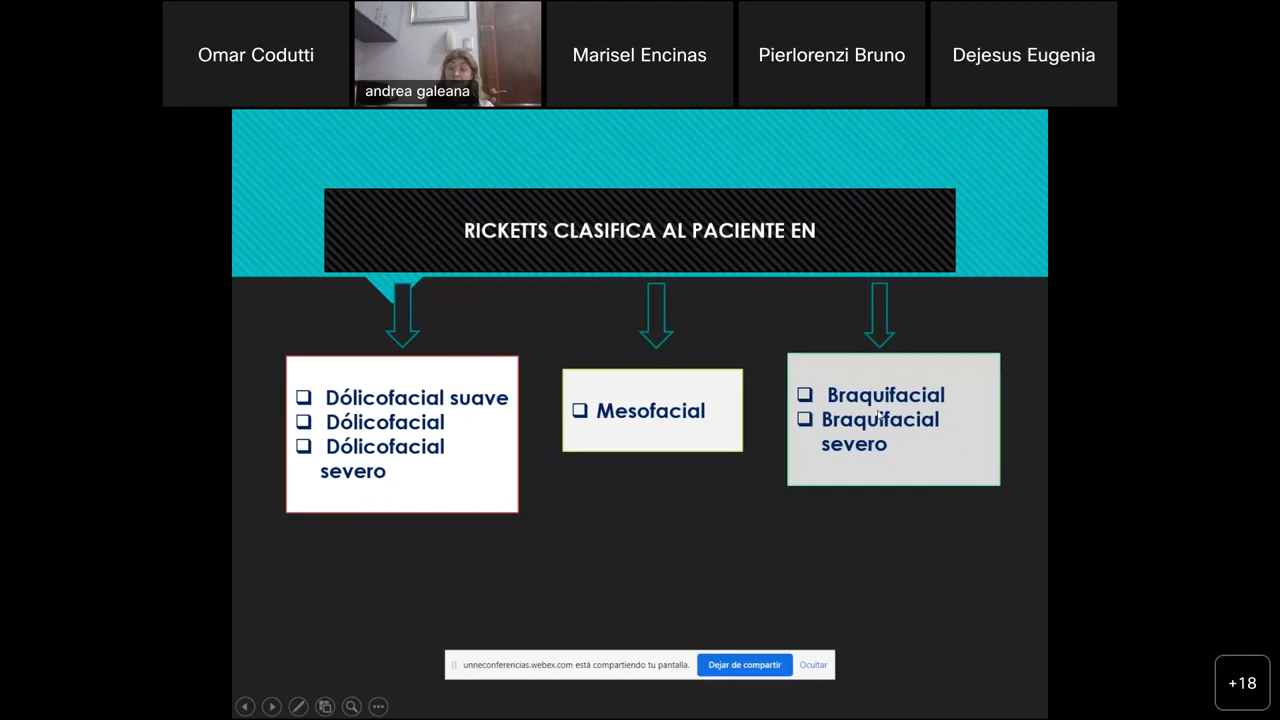 Omar Codutti
andrea galeana
Marisel Encinas
Pierlorenzi Bruno
Dejesus Eugenia
RICKETTS CLASIFICA AL PACIENTE EN
Dólicofacial suave
Dólicofacial
Dólicofacial
severo
Mesofacial
Braquifacial
Braquifacial
severo
unneconferencias.webex.com está compartiendo tu pantalla.
Dejar de compartir
Ocultar
+18